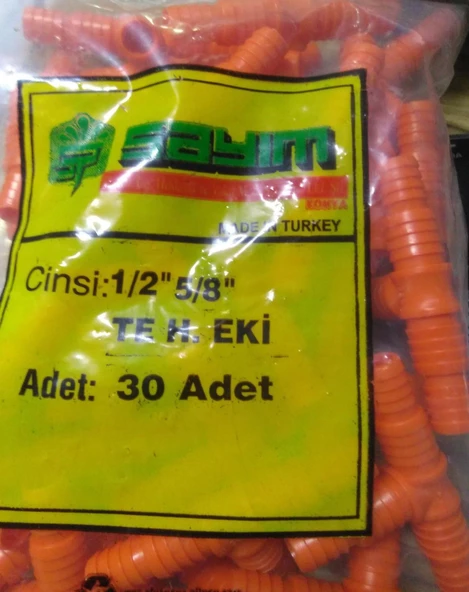 SAYIM
KONYA
MADE IN TURKEY
Cinsi: 1/2" 5/8"
TE H. EKİ
Adet: 30 Adet